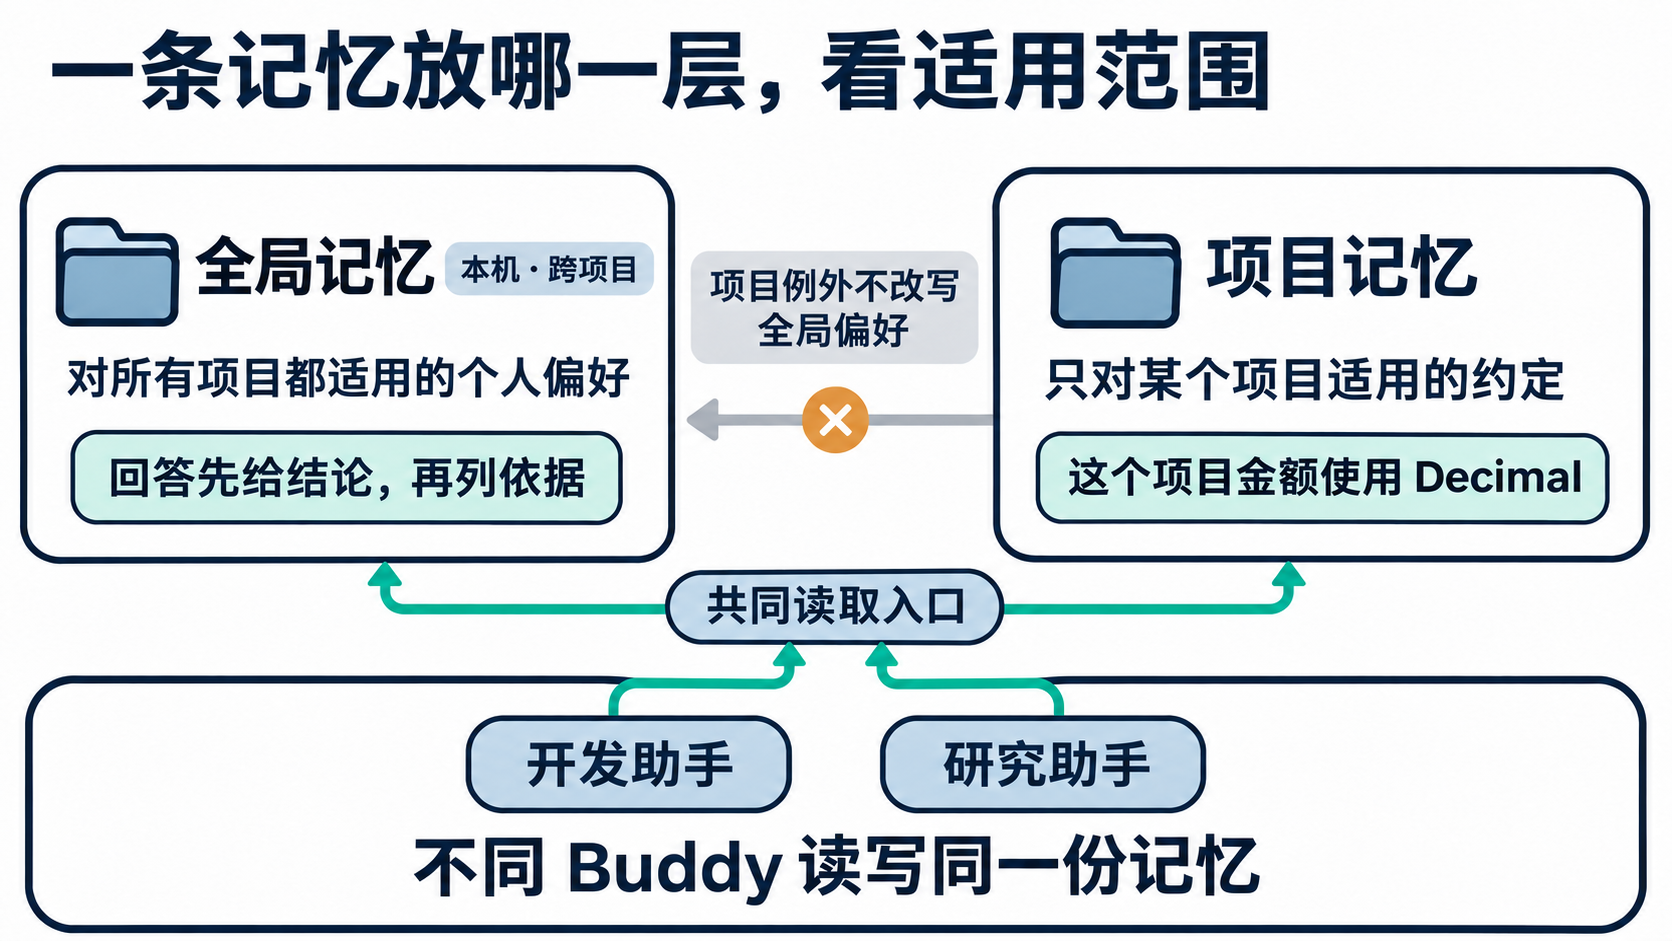 一条记忆放哪一层，看适用范围
全局记忆
本机·跨项目
对所有项目都适用的个人偏好
回答先给结论，再列依据
项目例外不改写
全局偏好
项目记忆
只对某个项目适用的约定
这个项目金额使用 Decimal
共同读取入口
开发助手
研究助手
不同 Buddy 读写同一份记忆